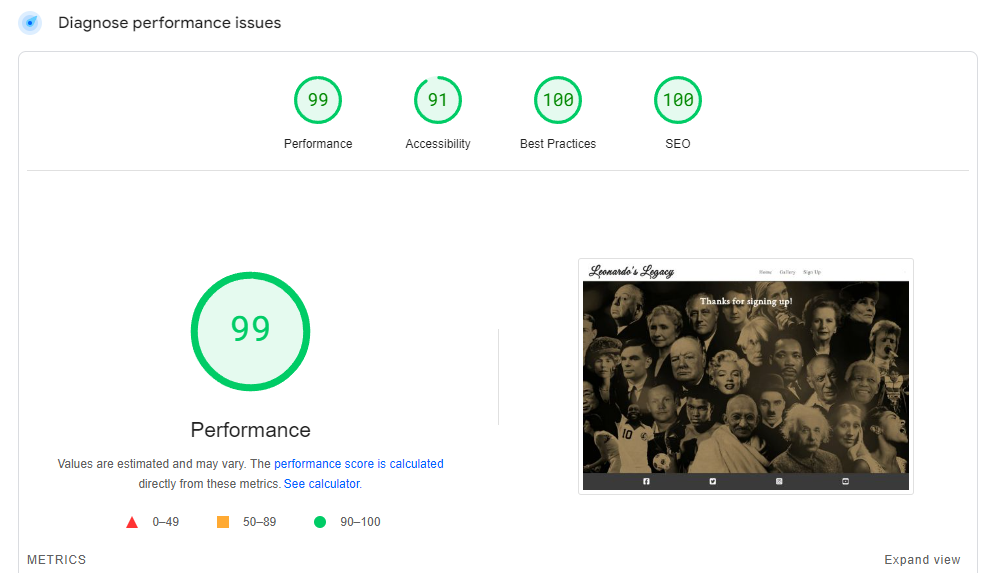 Diagnose performance issues
99
91
100
100
Performance
Accessibility
Best Practices
SEO
99
Performance
Values are estimated and may vary. The performance score is calculated
directly from these metrics. See calculator.
0–49
50–89
90–100
Leonardo's Legacy
Home Gallery Sign Up
Thanks for signing up!
10
METRICS
Expand view